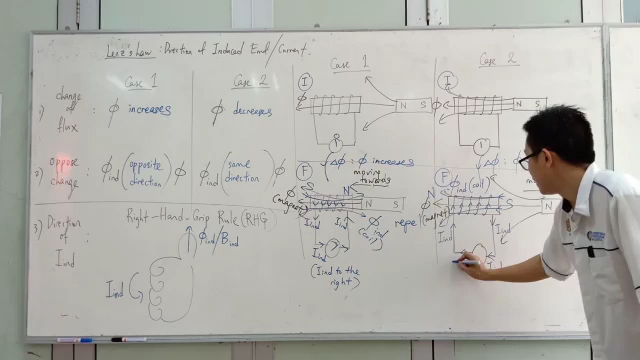 Lenz's law: Direction of Induced Emf/Current.
Case 1
Case 2
1) change of flux : ϕ increases
ϕ decreases
2) oppose change : ϕind (opposite direction) ϕ
ϕind (same direction) ϕ
3) Direction of Iind :
Right-Hand-Grip Rule (RHG
ϕind/Bind
Iind
Case 1
I
ϕ
N S
Δϕ : ϕ increases
F
moving towards
S
N
ϕ
(magnet)
ϕind
(coil)
Iind
Iind
Iind
(Iind to the right)
Case 2
I
ϕ
N S
Δϕ : ϕ
F
ϕind (coil)
N
S
N
repe
ϕ
(magnet)
Iind
Iind